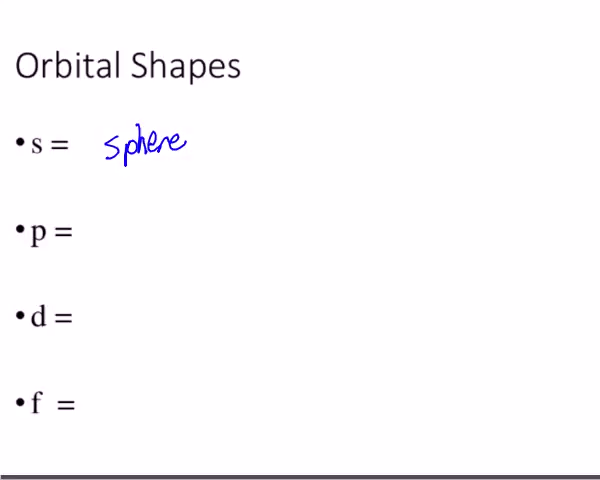 Orbital Shapes
• s = sphere
• p =
• d =
• f =